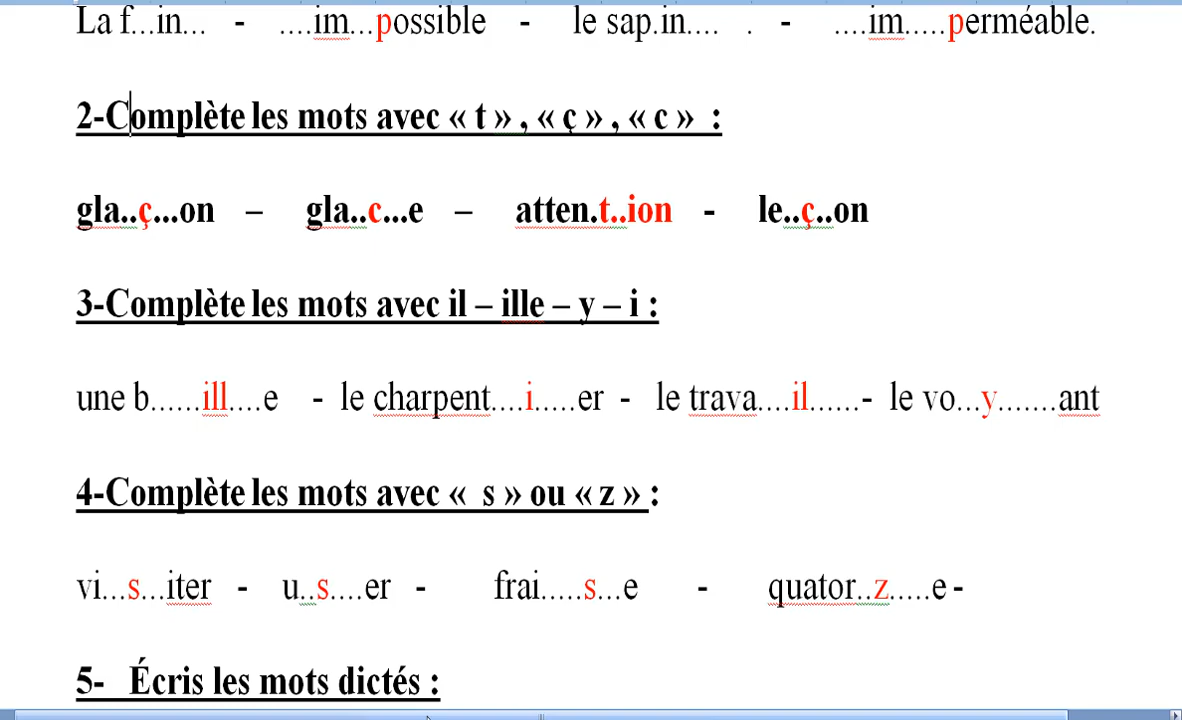 La f...in... - ....im...possible - le sap.in.... . - ....im.....perméable.
2-Complète les mots avec « t » , « ç » , « c » :
gla..ç...on – gla..c...e – atten.t..ion - le..ç..on
3-Complète les mots avec il – ille – y – i :
une b......ill....e - le charpent....i.....er - le trava....il......- le vo...y.......ant
4-Complète les mots avec « s » ou « z » :
vi...s...iter - u..s....er - frai.....s...e - quator..z.....e -
5- Écris les mots dictés :